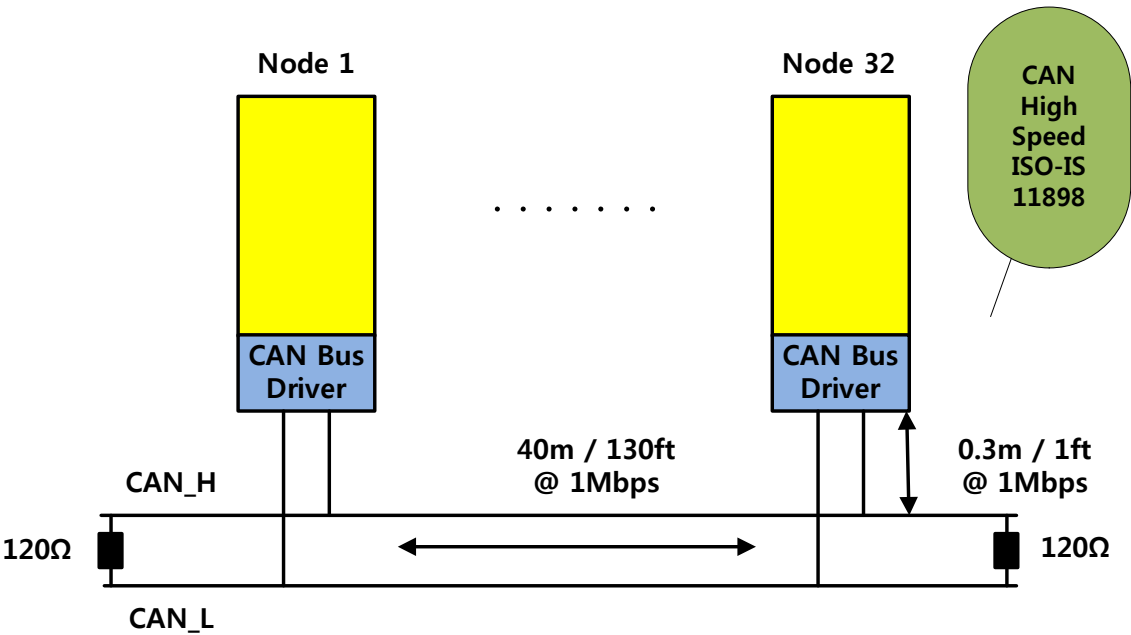 Node 1
Node 32
CAN
High
Speed
ISO-IS
11898
CAN Bus
Driver
CAN Bus
Driver
40m / 130ft
@ 1Mbps
0.3m / 1ft
@ 1Mbps
CAN_H
120Ω
120Ω
CAN_L